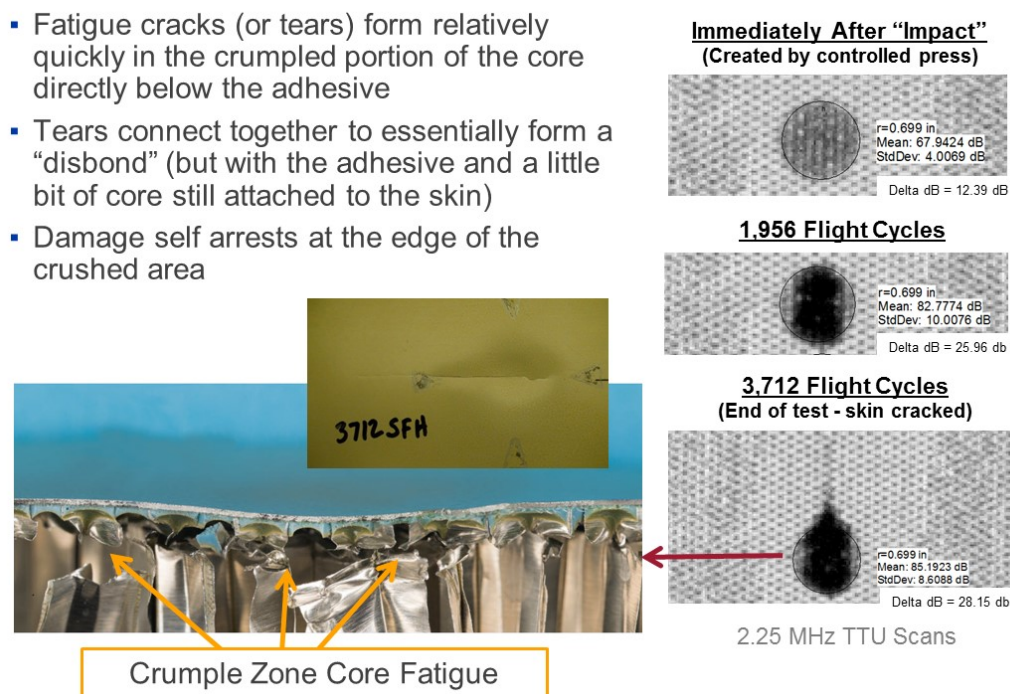 ▪ Fatigue cracks (or tears) form relatively
quickly in the crumpled portion of the core
directly below the adhesive
▪ Tears connect together to essentially form a
“disbond” (but with the adhesive and a little
bit of core still attached to the skin)
▪ Damage self arrests at the edge of the
crushed area
3712 SFH
Crumple Zone Core Fatigue
Immediately After “Impact”
(Created by controlled press)
r=0.699 in
Mean: 67.9424 dB
StdDev: 4.0069 dB
Delta dB = 12.39 dB
1,956 Flight Cycles
r=0.699 in
Mean: 82.7774 dB
StdDev: 10.0076 dB
Delta dB = 25.96 db
3,712 Flight Cycles
(End of test - skin cracked)
r=0.699 in
Mean: 85.1923 dB
StdDev: 8.6088 dB
Delta dB = 28.15 db
2.25 MHz TTU Scans